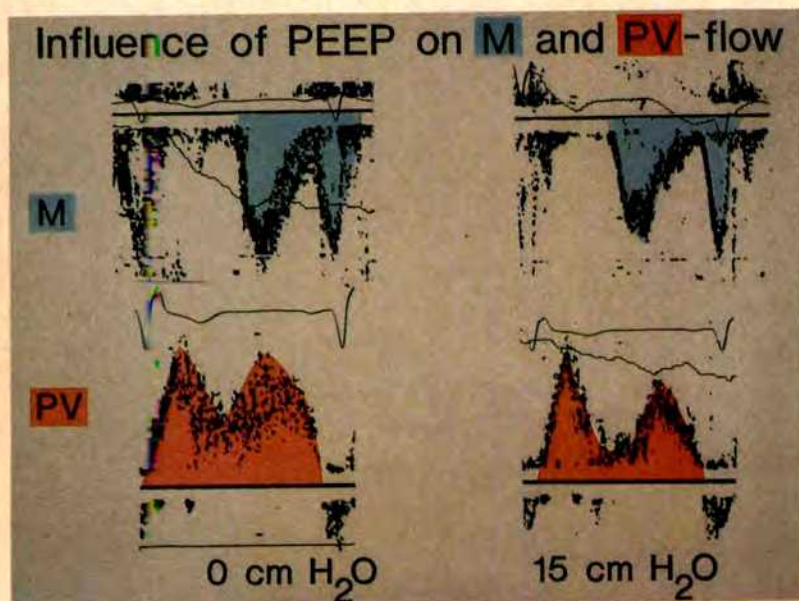 Influence of PEEP on M and PV-flow
M
PV
0 cm H₂O
15 cm H₂O